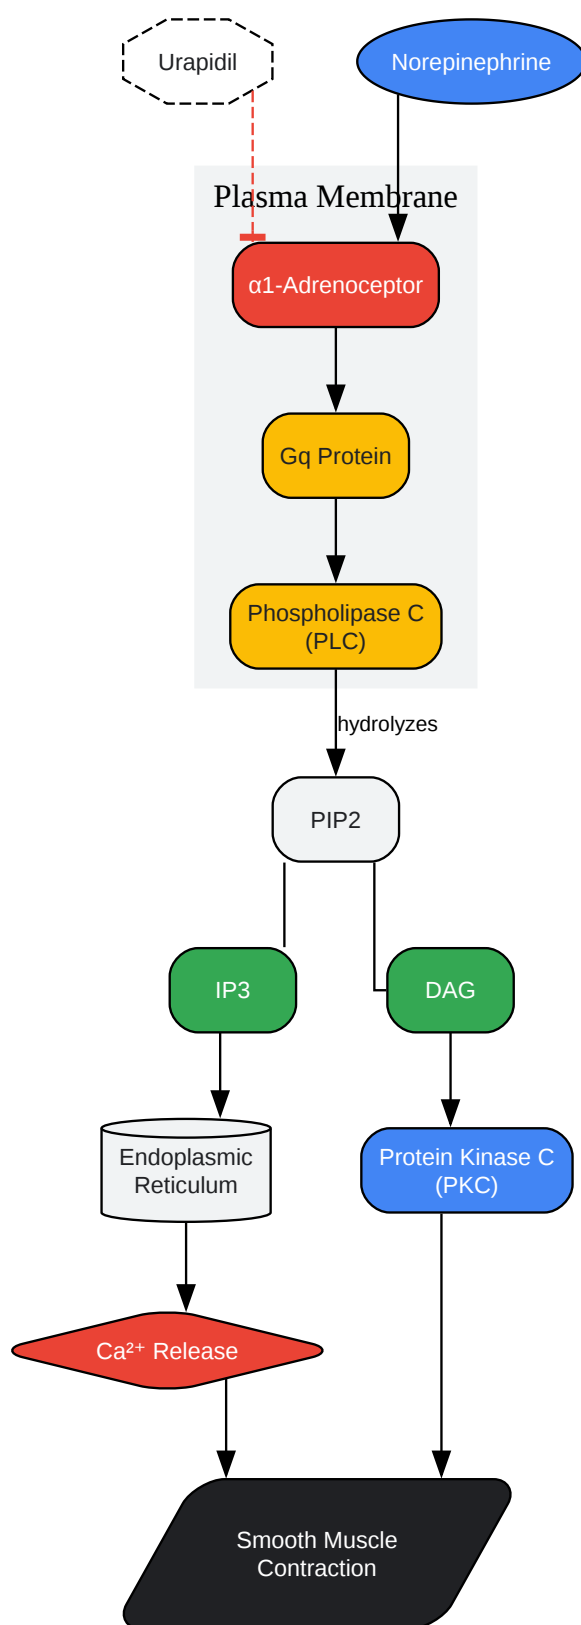 Urapidil
Norepinephrine
Plasma Membrane
α1-Adrenoceptor
Gq Protein
Phospholipase C
(PLC)
hydrolyzes
PIP2
IP3
DAG
Endoplasmic
Reticulum
Protein Kinase C
(PKC)
Ca²⁺ Release
Smooth Muscle
Contraction